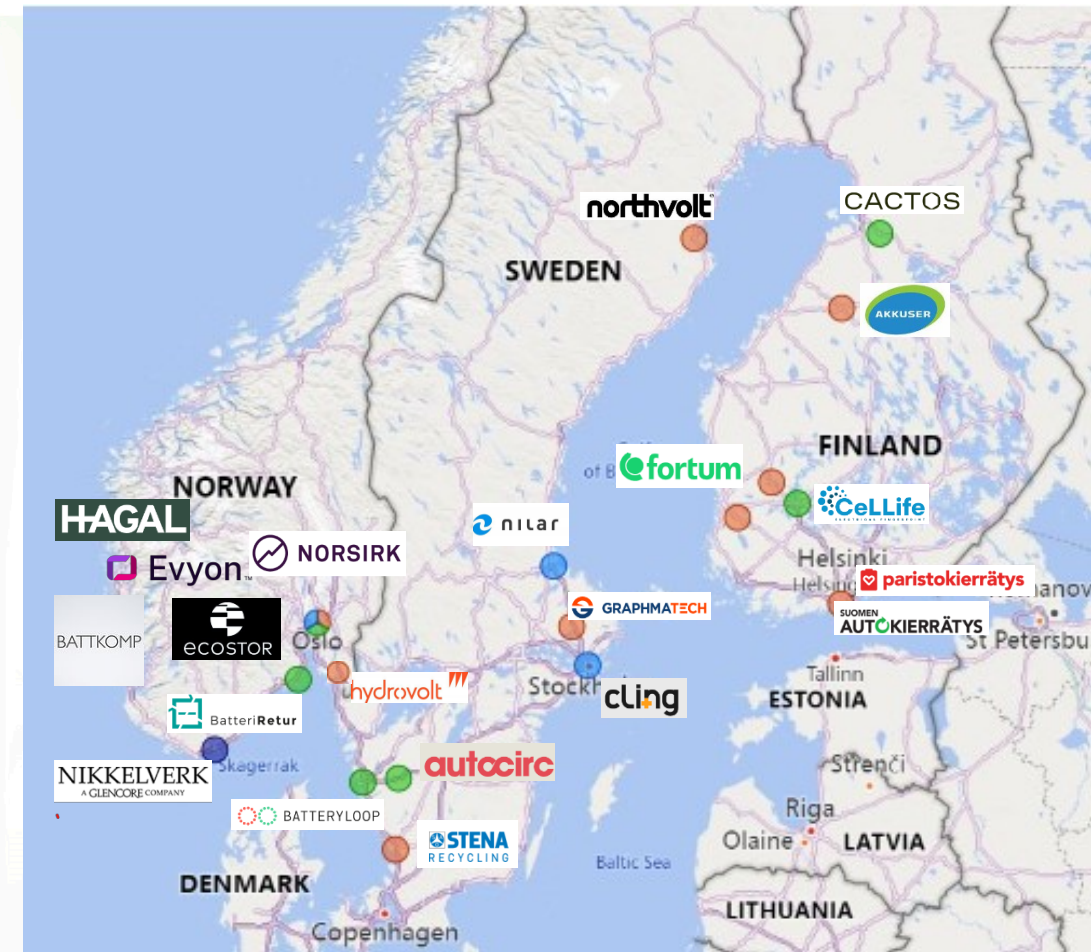 northvolt
CACTOS
SWEDEN
AKKUSER
FINLAND
fortum
of B
NORWAY
CeLLife
ELECTRICAL FINGERPRINT
HAGAL
nilar
NORSIRK
Evyon
Helsinki
Helsing
paristokierrätys
BATTKOMP
ecoSTOR
GRAPHMATECH
SUOMEN
AUTOKIERRÄTYS
Oslo
St Petersbu
Tallinn
hydrovolt
Stockh
cling
ESTONIA
BatteriRetur
NIKKELVERK
A GLENCORE COMPANY
Skagerrak
autocirc
Strenči
BATTERYLOOP
Riga
STENA
RECYCLING
Olaine
LATVIA
Baltic Sea
DENMARK
LITHUANIA
Copenhagen